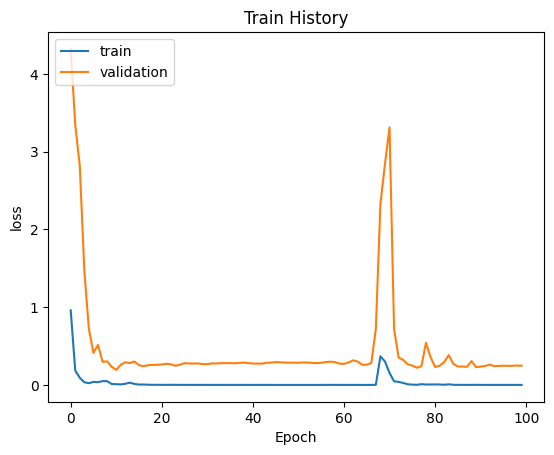 Train History
train
validation
4
3
2
1
0
loss
0 20 40 60 80 100
Epoch